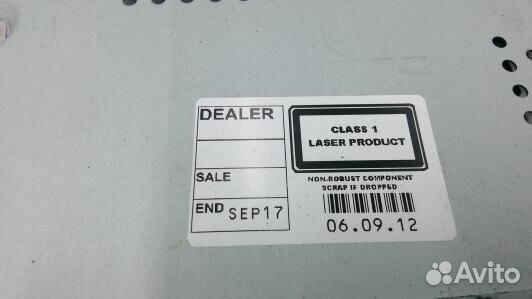 DEALER
SALE
END SEP17
CLASS 1
LASER PRODUCT
NON-ROBUST COMPONENT
SCRAP IF DROPPED
06.09.12
Avito